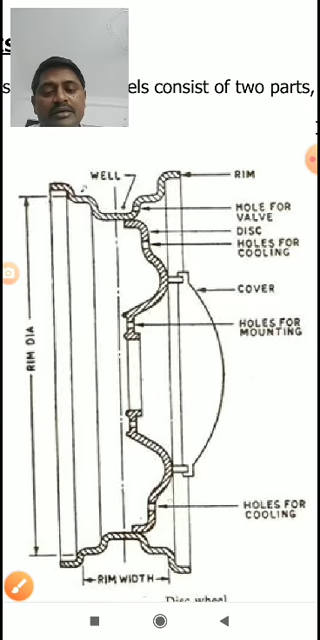 els consist of two parts,
WELL
RIM
HOLE FOR
VALVE
DISC
HOLES FOR
COOLING
COVER
HOLES FOR
MOUNTING
RIM DIA
HOLES FOR
COOLING
RIM WIDTH
Disc wheel